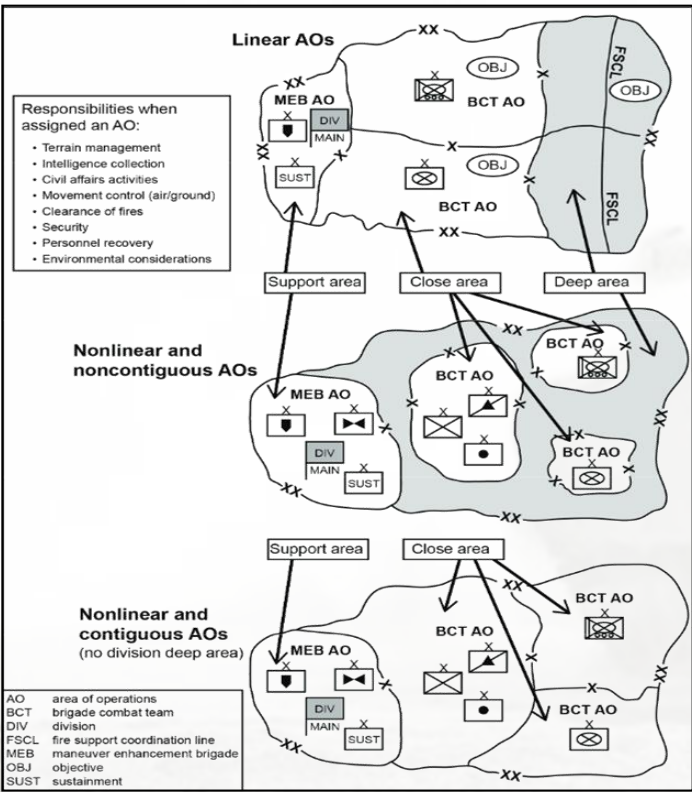 Linear AOs
XX
XX
X
FSCL
OBJ
OBJ
MEB AO
X
DIV
MAIN
X
BCT AO
X
XX
Responsibilities when
assigned an AO:
• Terrain management
• Intelligence collection
• Civil affairs activities
• Movement control (air/ground)
• Clearance of fires
• Security
• Personnel recovery
• Environmental considerations
XX
X
SUST
X
X
X
OBJ
X
BCT AO
FSCL
XX
Support area
Close area
Deep area
Nonlinear and
noncontiguous AOs
XX
BCT AO
X
X
X
BCT AO
X
X
X
MEB AO
X
X
X
X
X
X
X
XX
DIV
MAIN
X
SUST
XX
XX
BCT AO
X
X
X
XX
Support area
Close area
Nonlinear and
contiguous AOs
(no division deep area)
XX
BCT AO
X
MEB AO
X
X
X
DIV
MAIN
X
SUST
XX
BCT AO
X
X
X
X
XX
X
BCT AO
X
XX
AO area of operations
BCT brigade combat team
DIV division
FSCL fire support coordination line
MEB maneuver enhancement brigade
OBJ objective
SUST sustainment